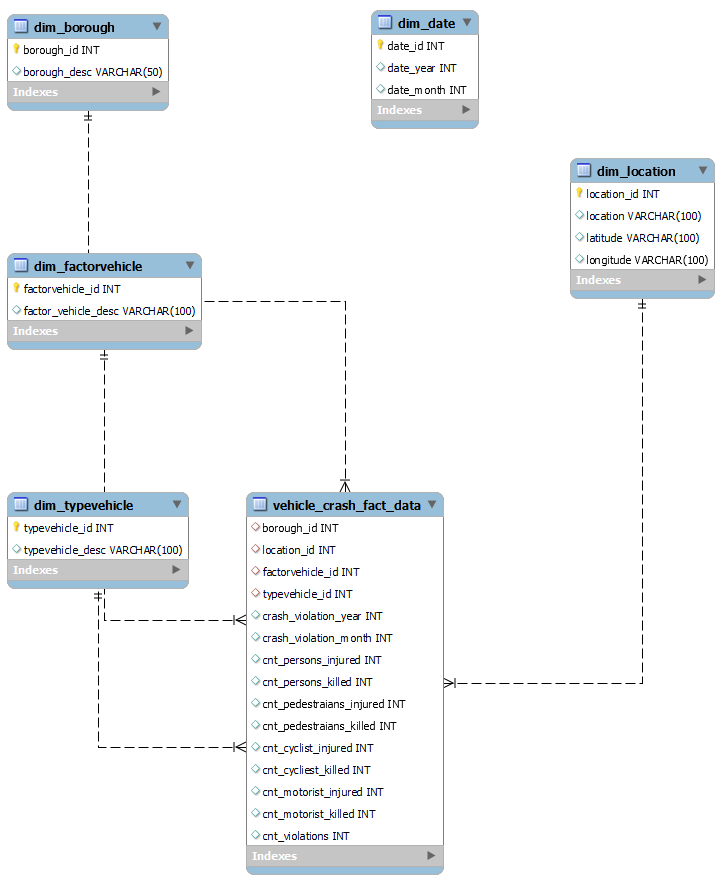 dim_borough
borough_id INT
borough_desc VARCHAR(50)
Indexes
dim_date
date_id INT
date_year INT
date_month INT
Indexes
dim_location
location_id INT
location VARCHAR(100)
latitude VARCHAR(100)
longitude VARCHAR(100)
Indexes
dim_factorvehicle
factorvehicle_id INT
factor_vehicle_desc VARCHAR(100)
Indexes
dim_typevehicle
typevehicle_id INT
typevehicle_desc VARCHAR(100)
Indexes
vehicle_crash_fact_data
borough_id INT
location_id INT
factorvehicle_id INT
typevehicle_id INT
crash_violation_year INT
crash_violation_month INT
cnt_persons_injured INT
cnt_persons_killed INT
cnt_pedestraians_injured INT
cnt_pedestraians_killed INT
cnt_cyclist_injured INT
cnt_cycliest_killed INT
cnt_motorist_injured INT
cnt_motorist_killed INT
cnt_violations INT
Indexes